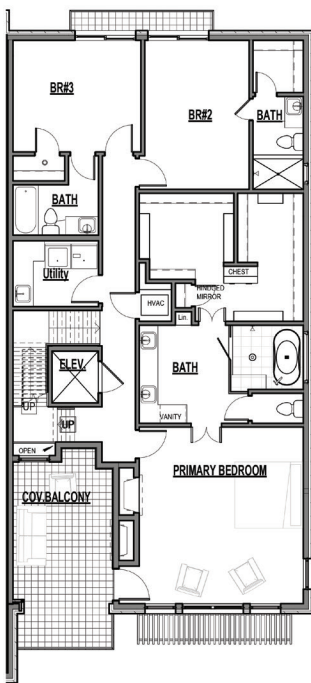 BR#3
BR#2
BATH
BATH
Utility
CHEST
HINGED
MIRROR
HVAC
Lin.
ELEV.
BATH
UP
UP
VANITY
OPEN
COV.BALCONY
PRIMARY BEDROOM